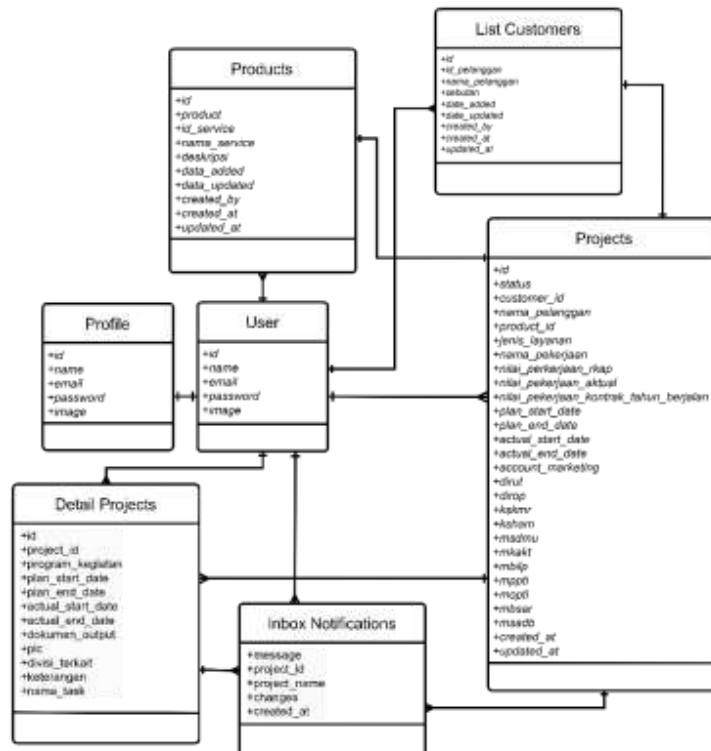 List Customers
+id
+id_pelanggan
+nama_pelanggan
+sebutan
+date_added
+date_updated
+created_by
+created_at
+updated_at
Products
+id
+product
+id_service
+nama_service
+deskripsi
+data_added
+data_updated
+created_by
+created_at
+updated_at
Projects
+id
+status
+customer_id
+nama_pelanggan
+product_id
+jenis_layanan
+nama_pekerjaan
+nilai_perkerjaan_rkap
+nilai_pekerjaan_aktual
+nilai_pekerjaan_kontrak_tahun_berjalan
+plan_start_date
+plan_end_date
+actual_start_date
+actual_end_date
+account_marketing
+dirut
+dirop
+kskmr
+ksham
+msdmu
+mkakt
+mbilp
+mppti
+mopti
+mbsar
+msadb
+created_at
+updated_at
Profile
+id
+name
+email
+password
+image
User
+id
+name
+email
+password
+image
Detail Projects
+id
+project_id
+program_kegiatan
+plan_start_date
+plan_end_date
+actual_start_date
+actual_end_date
+dokumen_output
+pic
+divisi_terkait
+keterangan
+nama_task
Inbox Notifications
+message
+project_id
+project_name
+changes
+created_at